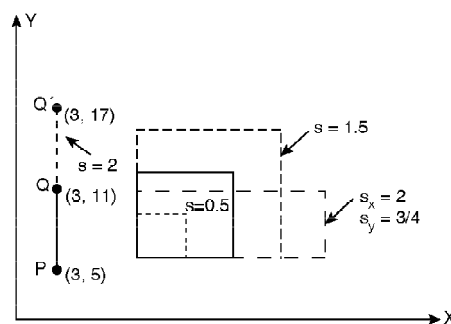 Y
Q´
(3, 17)
s = 1.5
s = 2
Q
(3, 11)
s=0.5
s_x = 2
s_y = 3/4
P
(3, 5)
X